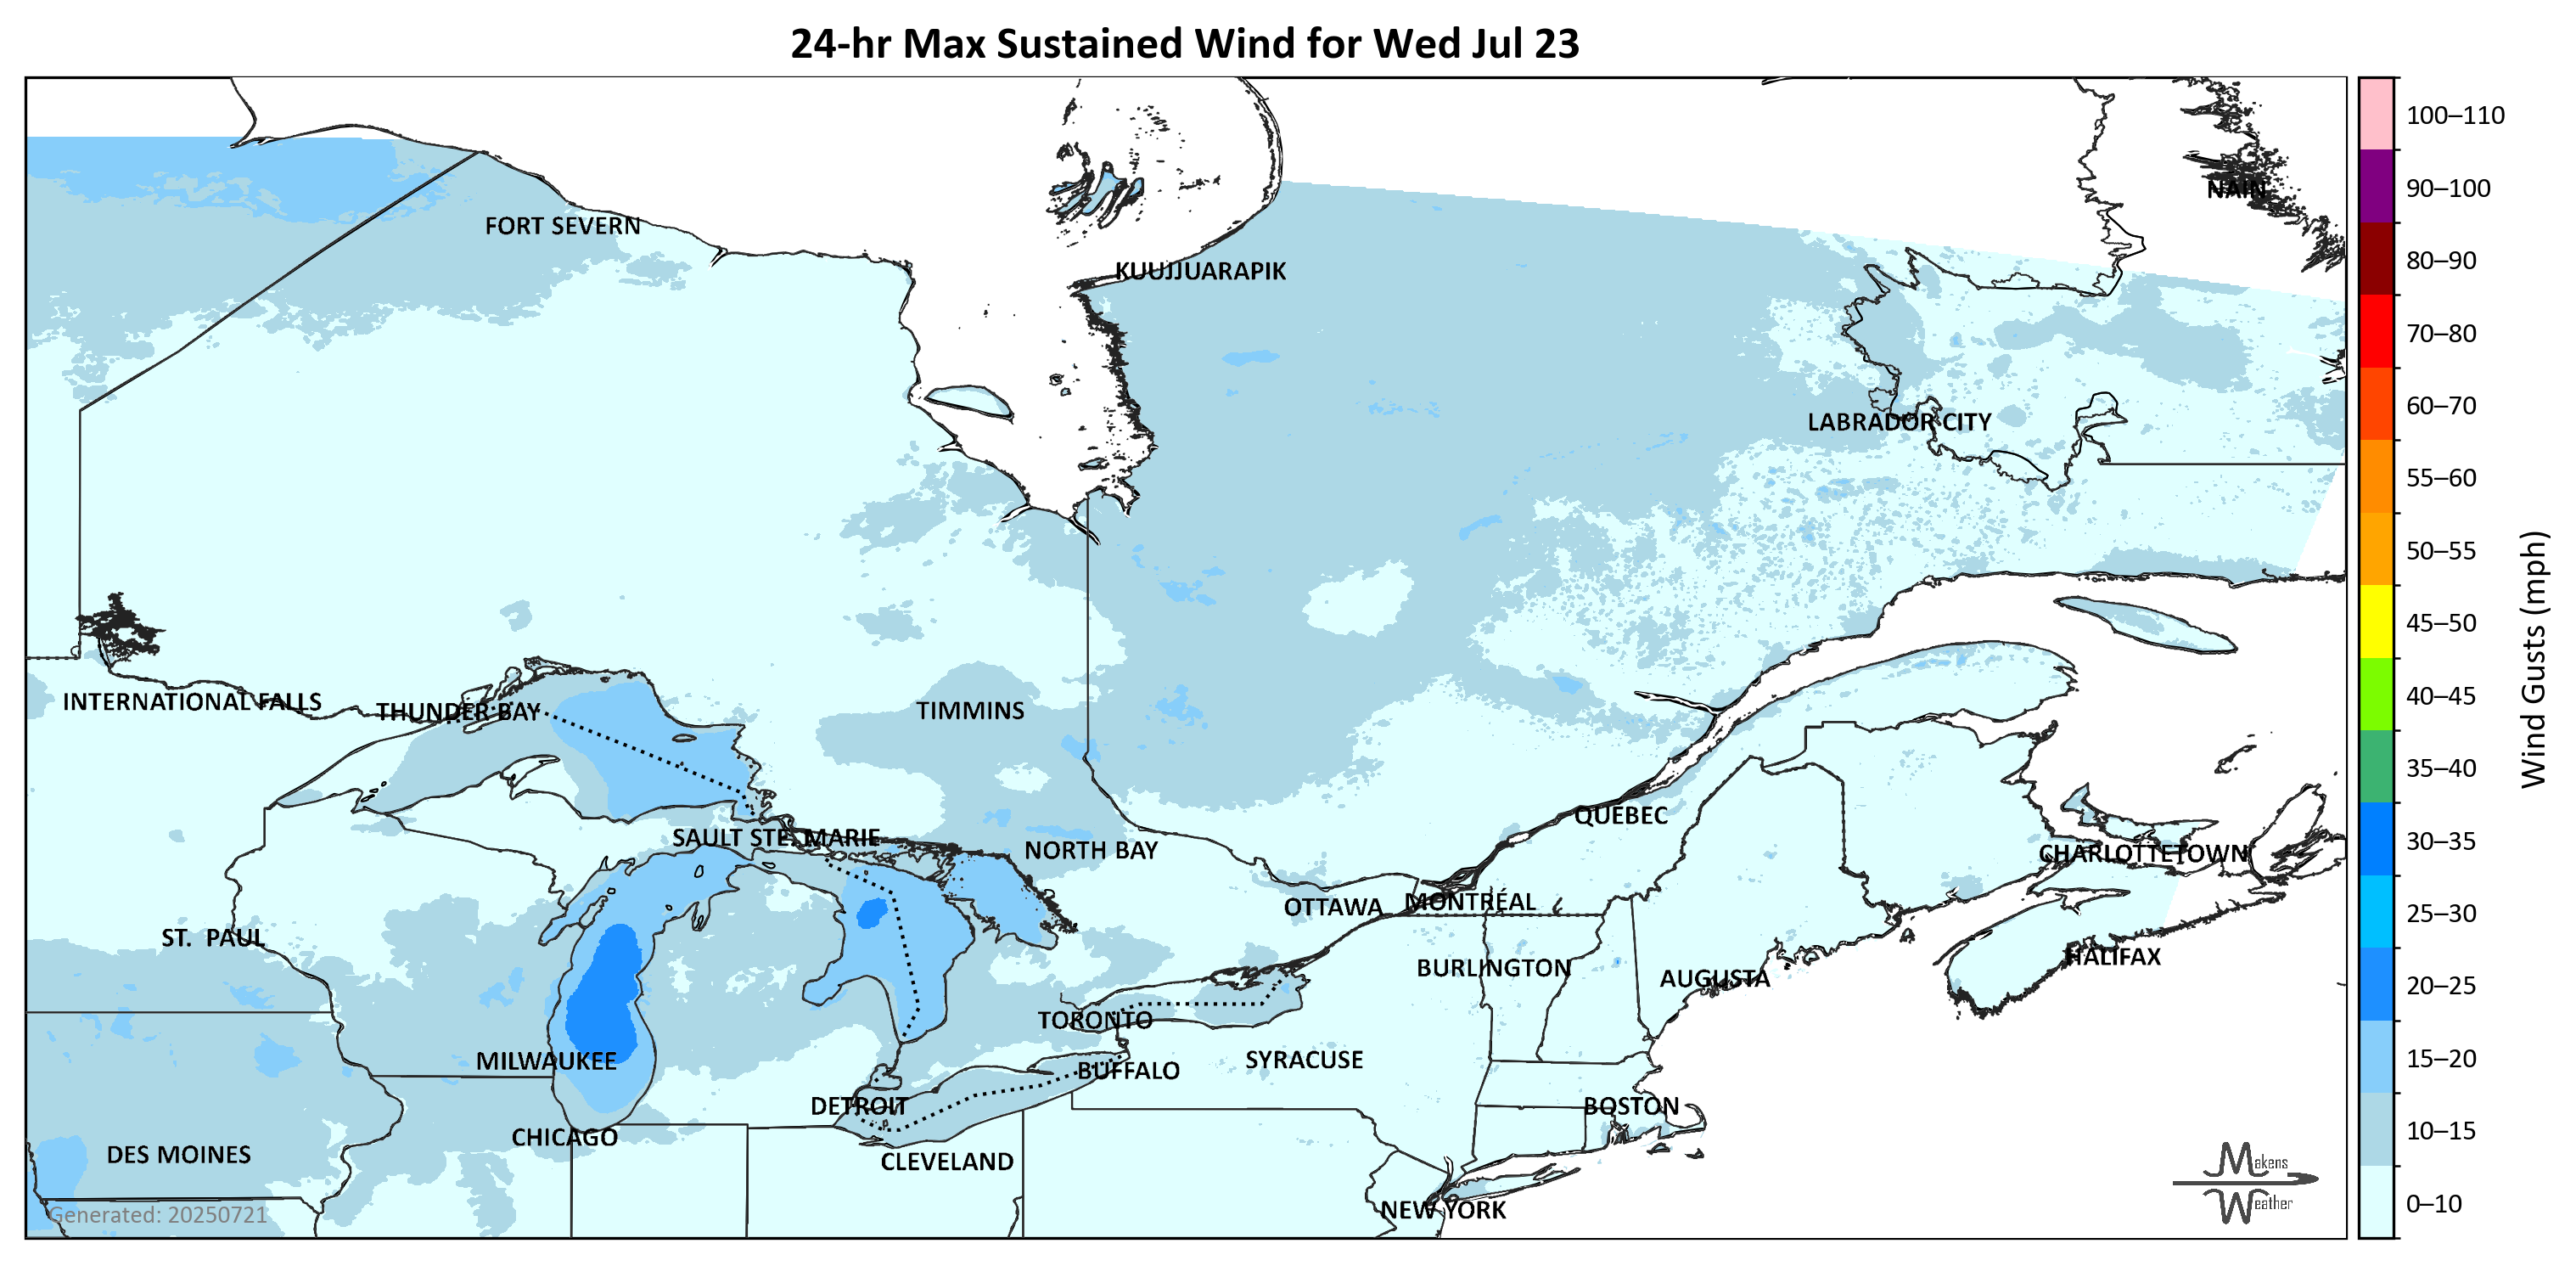 24-hr Max Sustained Wind for Wed Jul 23
100–110
90–100
NAIN
FORT SEVERN
80–90
KUUJJUARAPIK
70–80
60–70
LABRADOR CITY
55–60
50–55
45–50
Wind Gusts (mph)
40–45
INTERNATIONAL FALLS
THUNDER BAY
TIMMINS
35–40
QUEBEC
SAULT STE. MARIE
30–35
NORTH BAY
CHARLOTTETOWN
MONTRÉAL
OTTAWA
25–30
ST. PAUL
HALIFAX
BURLINGTON
AUGUSTA
20–25
TORONTO
MILWAUKEE
SYRACUSE
15–20
BUFFALO
DETROIT
BOSTON
10–15
CHICAGO
DES MOINES
CLEVELAND
Makens
Weather
0–10
NEW YORK
Generated: 20250721